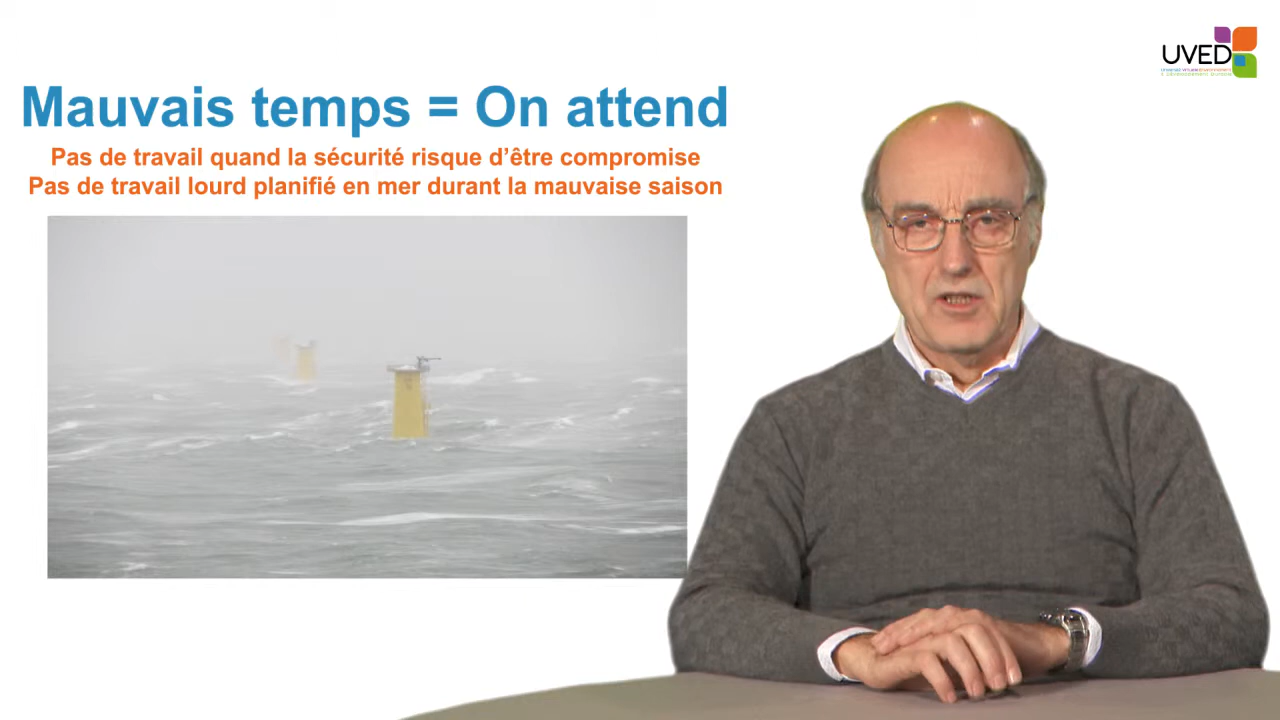 UVED
Mauvais temps = On attend
Pas de travail quand la sécurité risque d'être compromise
Pas de travail lourd planifié en mer durant la mauvaise saison